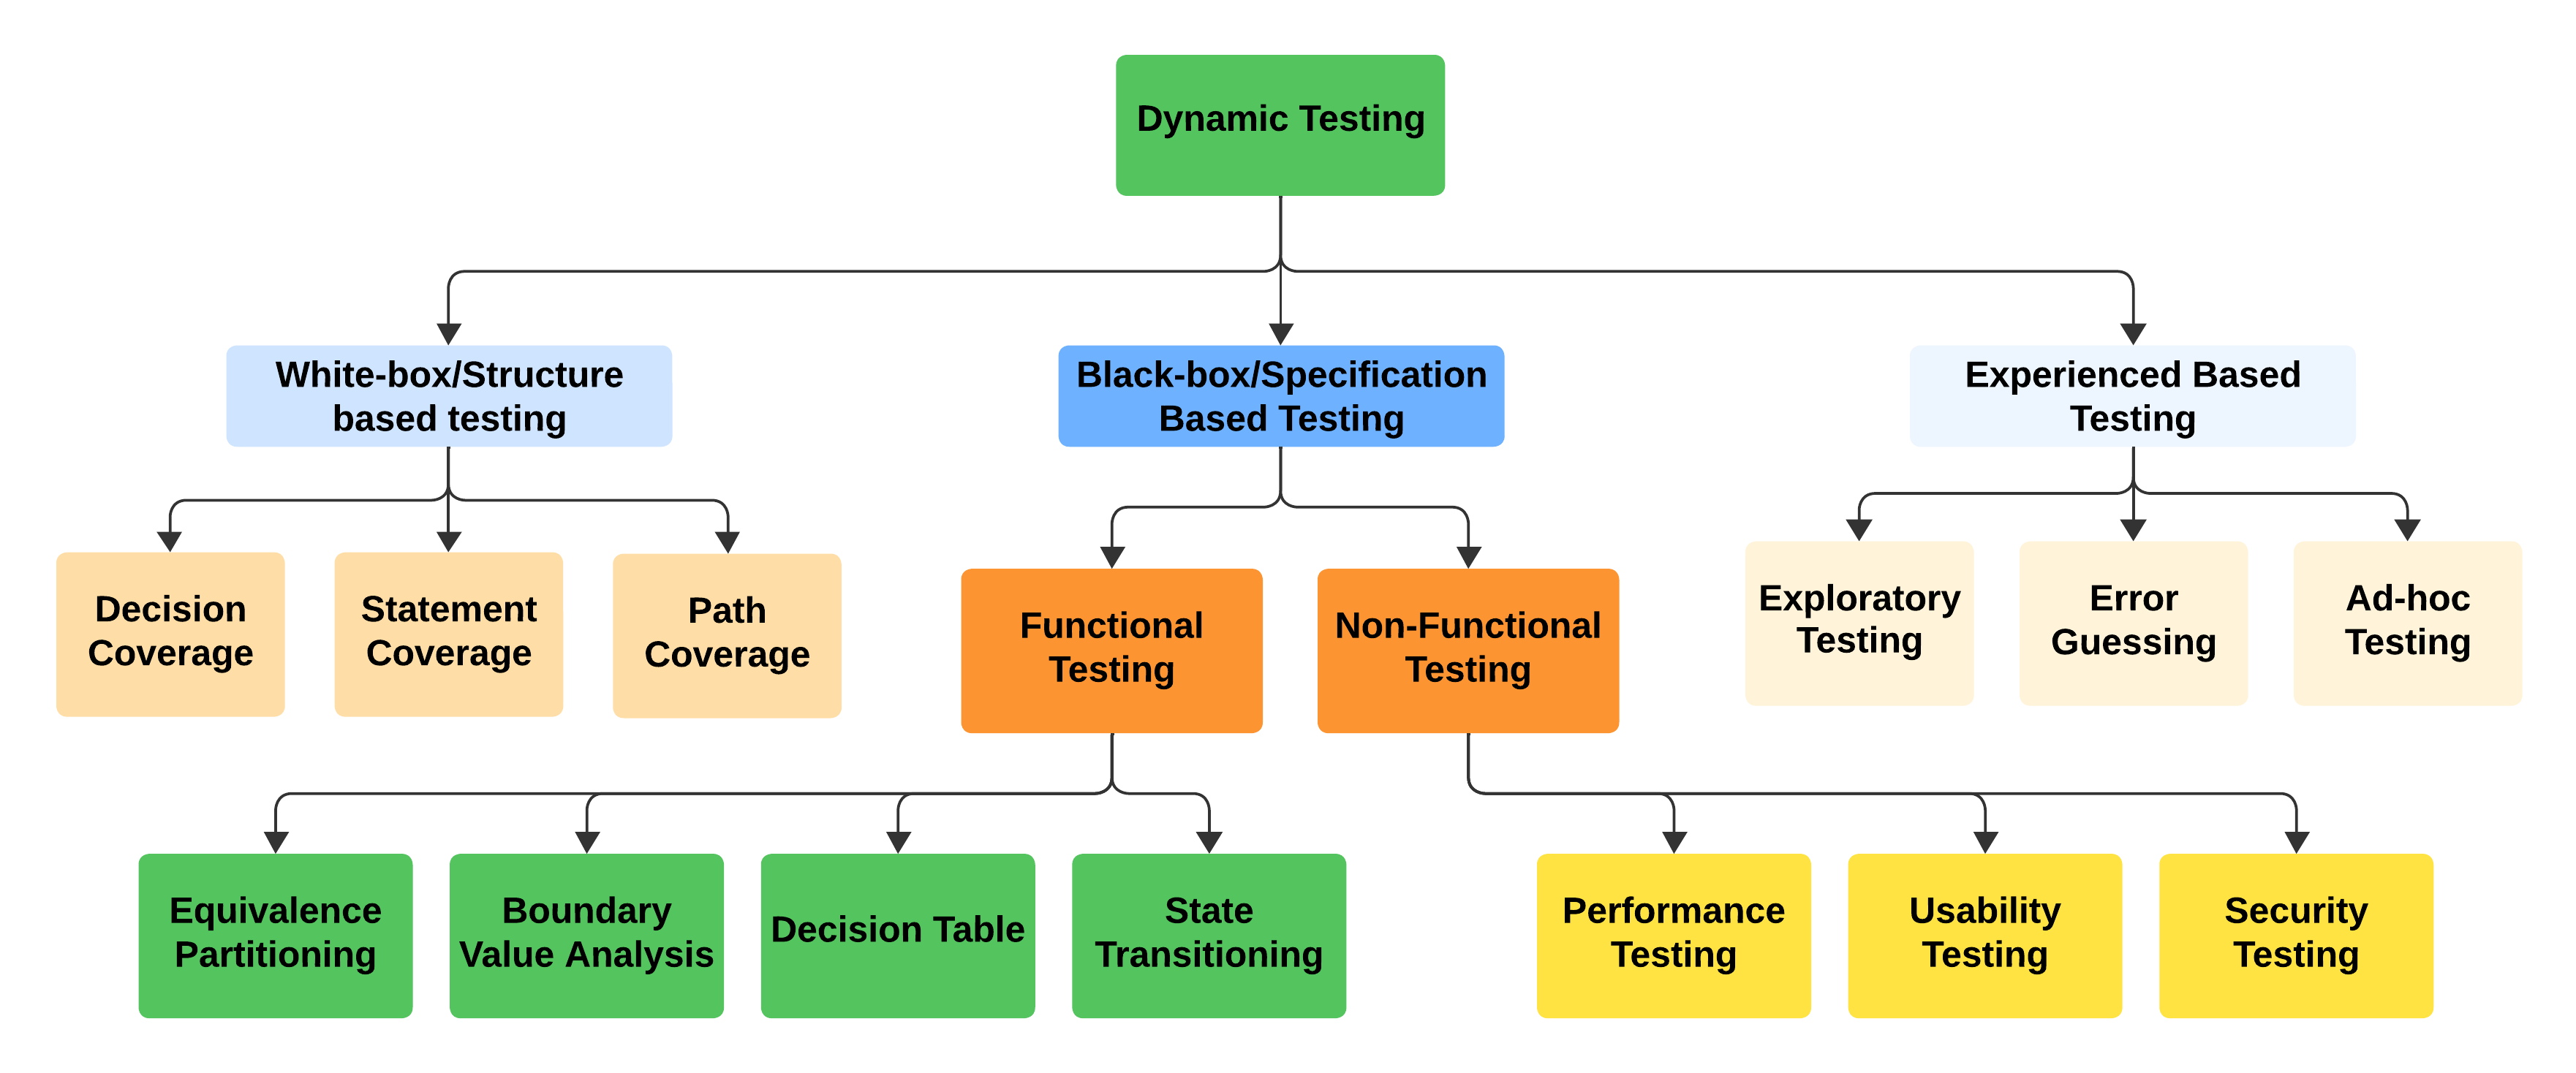 Dynamic Testing
White-box/Structure
based testing
Black-box/Specification
Based Testing
Experienced Based
Testing
Decision
Coverage
Statement
Coverage
Path
Coverage
Functional
Testing
Non-Functional
Testing
Exploratory
Testing
Error
Guessing
Ad-hoc
Testing
Equivalence
Partitioning
Boundary
Value Analysis
Decision Table
State
Transitioning
Performance
Testing
Usability
Testing
Security
Testing